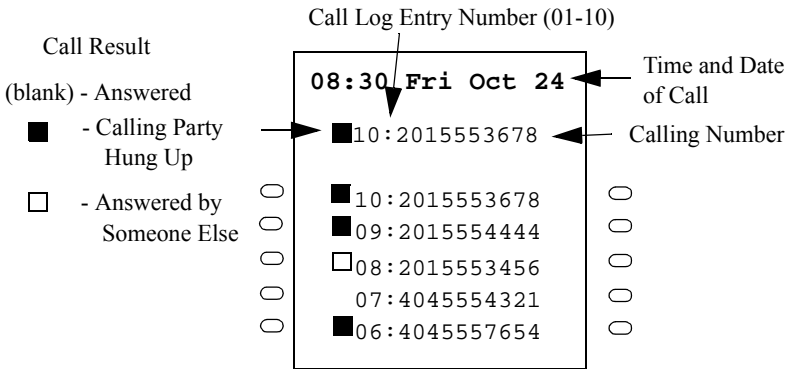 Call Log Entry Number (01-10)
Call Result
(blank) - Answered
■ - Calling Party
Hung Up
□ - Answered by
Someone Else
08:30 Fri Oct 24
■10:2015553678
■10:2015553678
■09:2015554444
□08:2015553456
07:4045554321
■06:4045557654
Time and Date
of Call
Calling Number